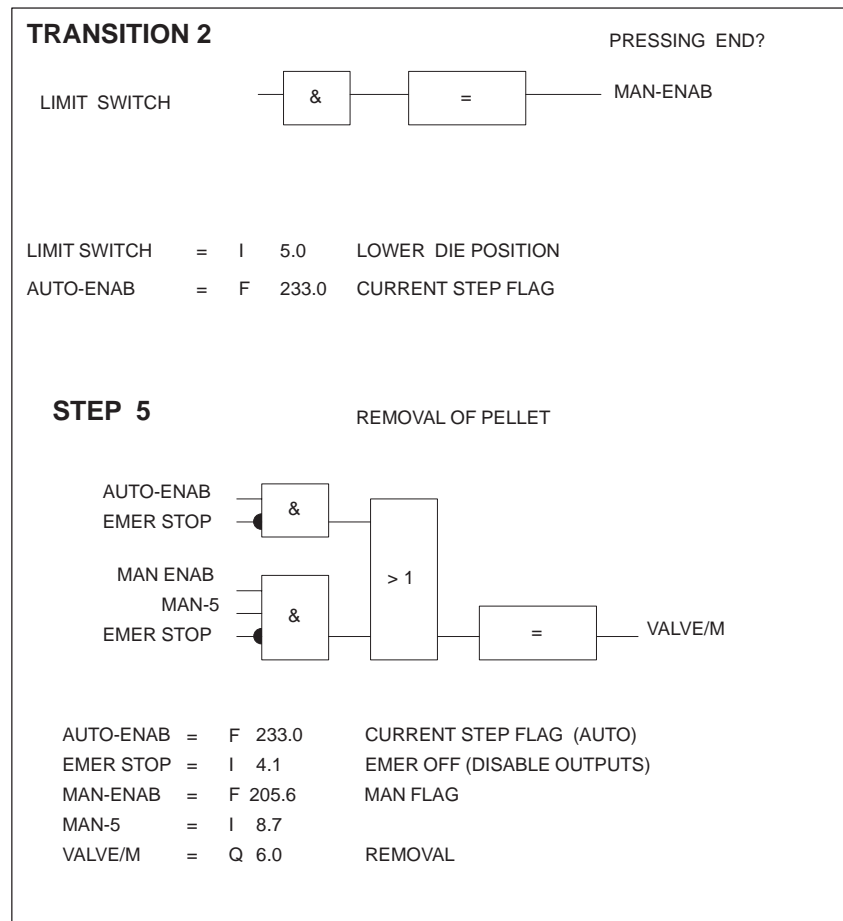 TRANSITION 2
PRESSING END?
LIMIT SWITCH & = MAN-ENAB
LIMIT SWITCH = I 5.0 LOWER DIE POSITION
AUTO-ENAB = F 233.0 CURRENT STEP FLAG
STEP 5
REMOVAL OF PELLET
AUTO-ENAB
&
EMER STOP
MAN ENAB
> 1
MAN-5
&
EMER STOP
= VALVE/M
AUTO-ENAB = F 233.0 CURRENT STEP FLAG (AUTO)
EMER STOP = I 4.1 EMER OFF (DISABLE OUTPUTS)
MAN-ENAB = F 205.6 MAN FLAG
MAN-5 = I 8.7
VALVE/M = Q 6.0 REMOVAL